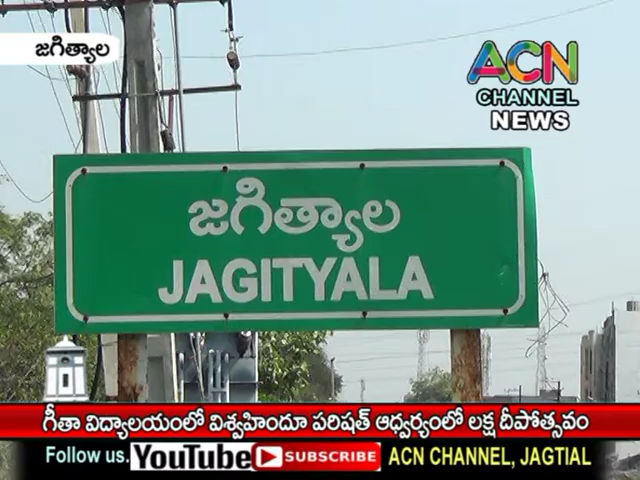 జగిత్యాల
ACN
CHANNEL
NEWS
జగిత్యాల
JAGITYALA
గీతా విద్యాలయంలో విశ్వహిందూ పరిషత్ ఆధ్వర్యంలో లక్ష దీపోత్సవం
Follow us. YouTube SUBSCRIBE ACN CHANNEL, JAGTIAL